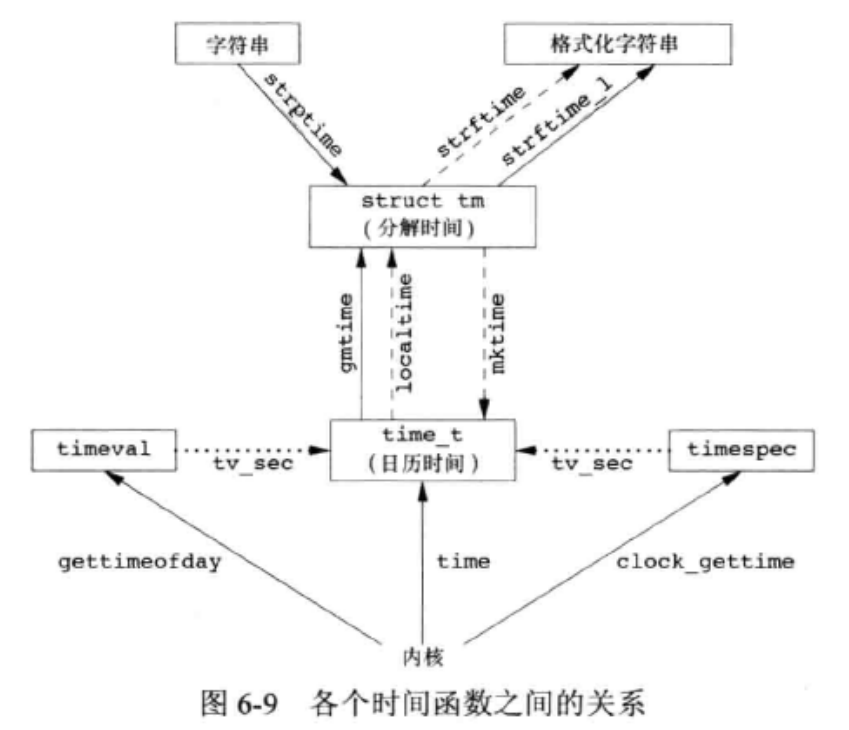 字符串
格式化字符串
strptime
strftime
strftime_l
struct tm
(分解时间)
gmtime
localtime
mktime
timeval
tv_sec
time_t
(日历时间)
tv_sec
timespec
gettimeofday
time
clock_gettime
内核
图 6-9 各个时间函数之间的关系